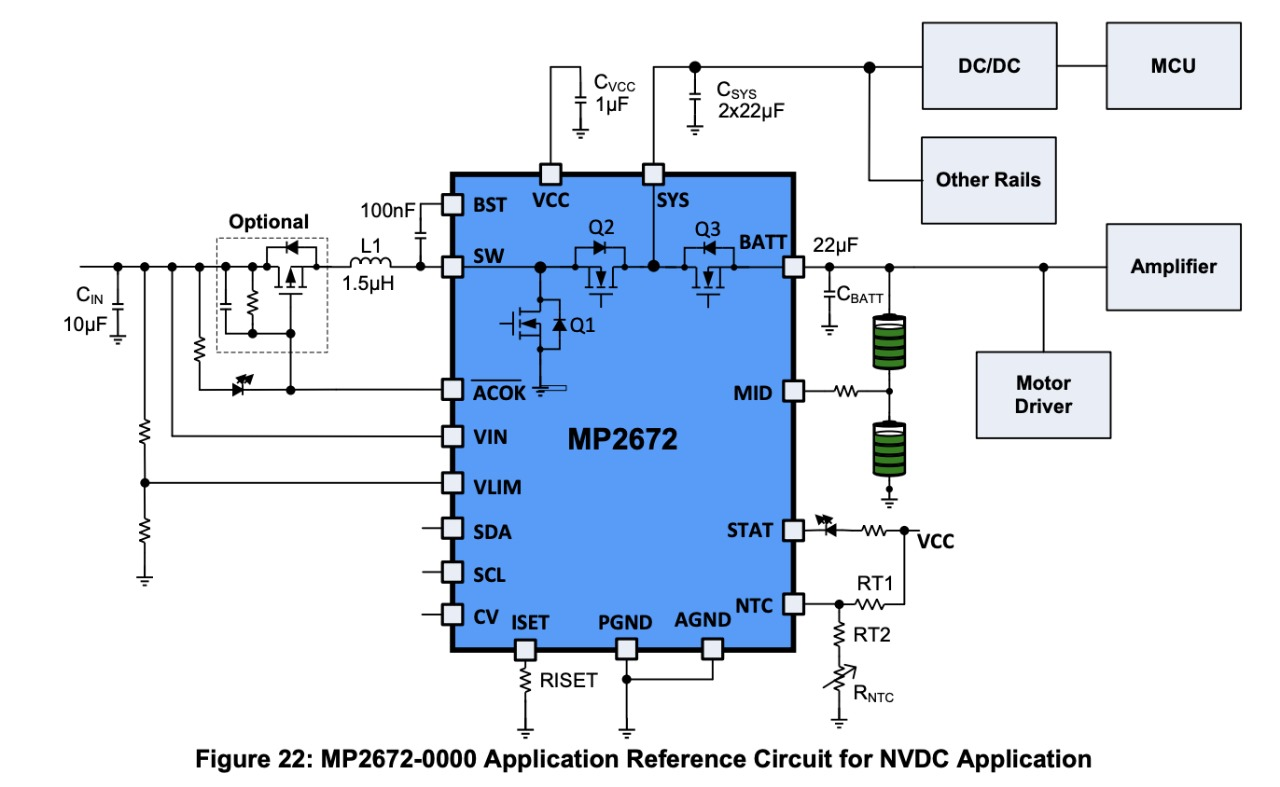 CVCC
1µF
CSYS
2x22µF
DC/DC
MCU
Other Rails
Optional
100nF
BST
VCC
SYS
L1
1.5µH
SW
Q2
Q3
BATT
22µF
Amplifier
CIN
10µF
Q1
CBATT
ACOK
MID
Motor
Driver
VIN
MP2672
VLIM
SDA
STAT
VCC
SCL
RT1
CV
ISET
PGND
AGND
NTC
RT2
RISET
RNTC
Figure 22: MP2672-0000 Application Reference Circuit for NVDC Application